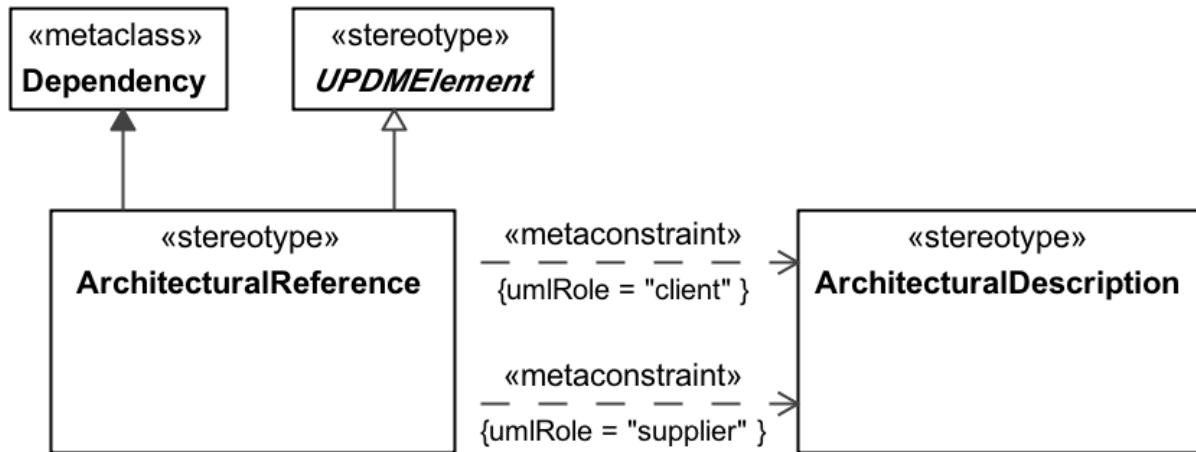 «metaclass»
Dependency
«stereotype»
UPDMElement
«stereotype»
ArchitecturalReference
«metaconstraint»
{umlRole = "client" }
«metaconstraint»
{umlRole = "supplier" }
«stereotype»
ArchitecturalDescription